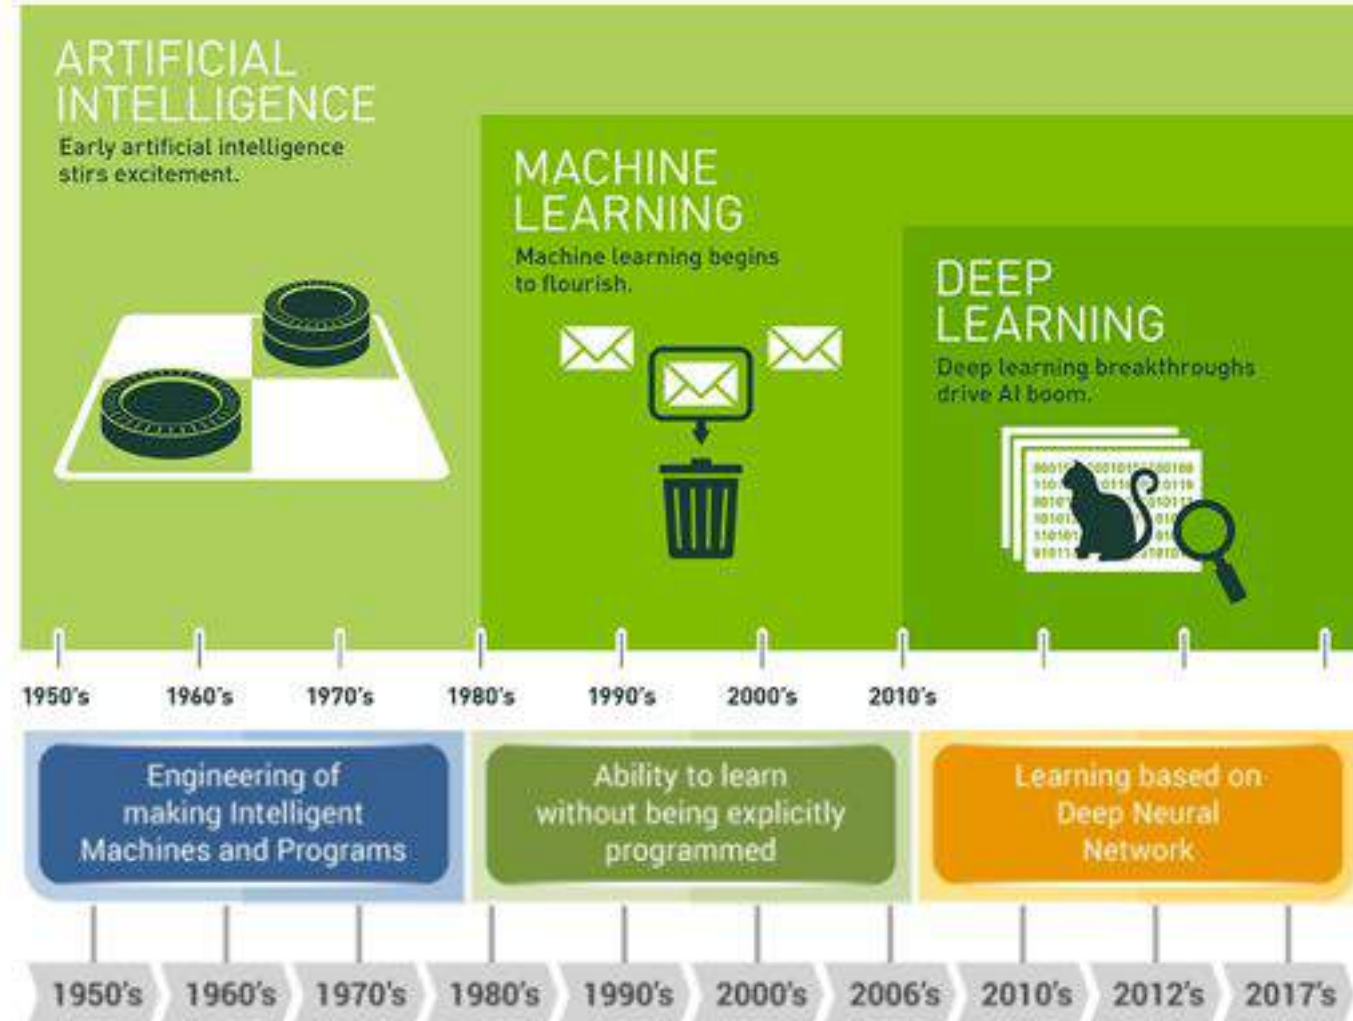 ARTIFICIAL
INTELLIGENCE
Early artificial intelligence
stirs excitement.
MACHINE
LEARNING
Machine learning begins
to flourish.
DEEP
LEARNING
Deep learning breakthroughs
drive AI boom.
1950's 1960's 1970's 1980's 1990's 2000's 2010's
Engineering of
making Intelligent
Machines and Programs
Ability to learn
without being explicitly
programmed
Learning based on
Deep Neural
Network
1950's 1960's 1970's 1980's 1990's 2000's 2006's 2010's 2012's 2017's